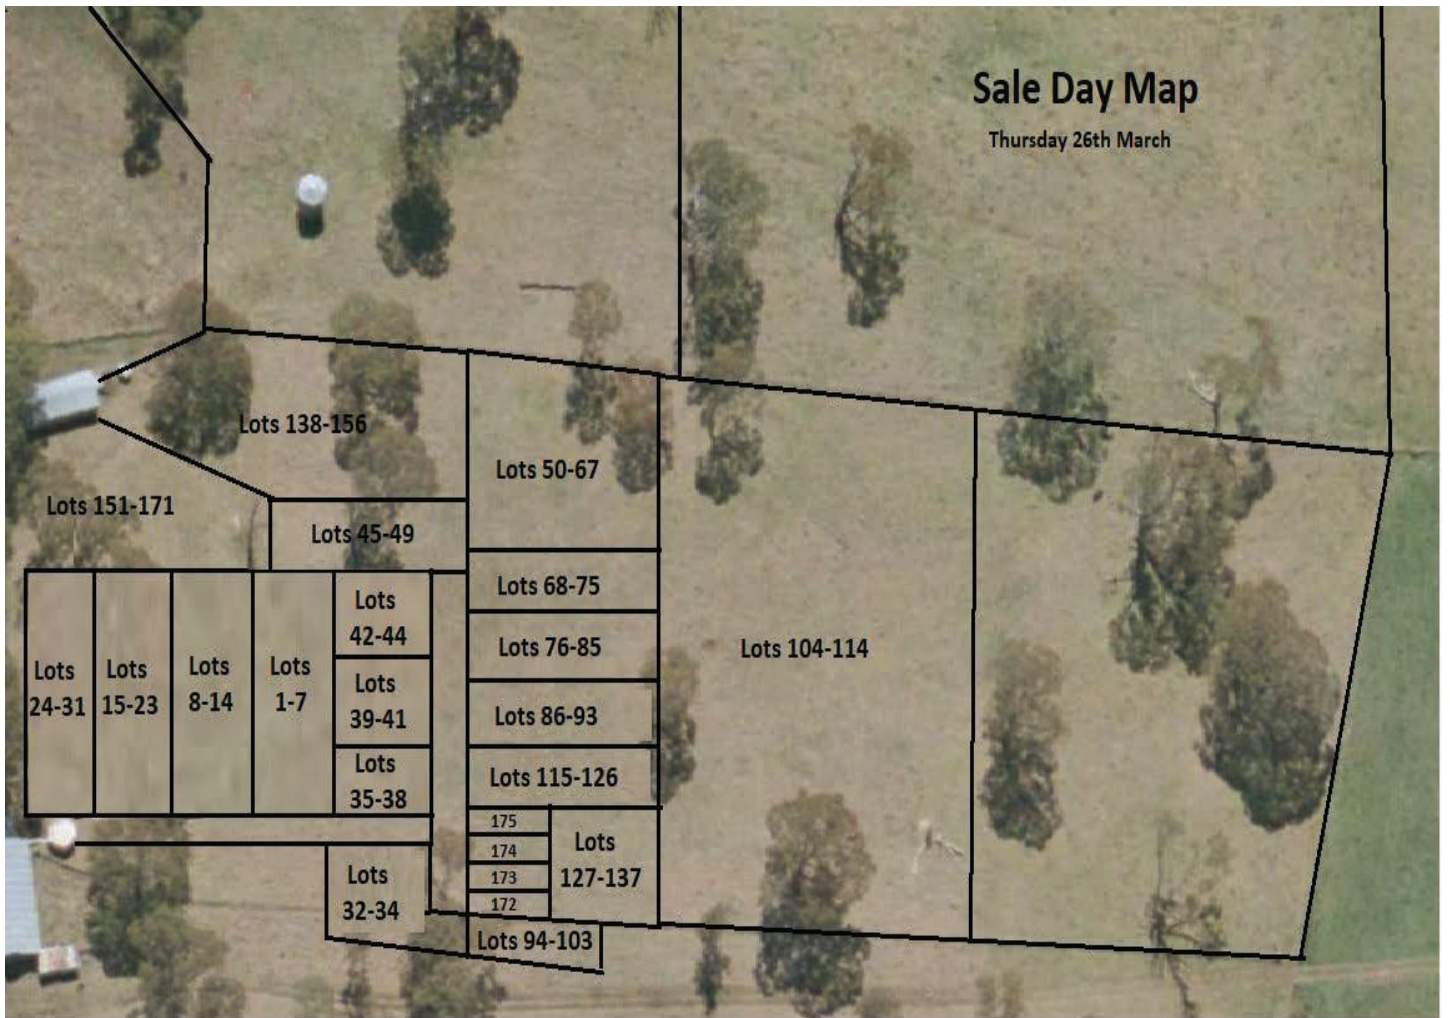 Sale Day Map
Thursday 26th March
Lots 138-156
Lots 50-67
Lots 151-171
Lots 45-49
Lots 68-75
Lots
42-44
Lots 76-85
Lots 104-114
Lots
24-31
Lots
15-23
Lots
8-14
Lots
1-7
Lots
39-41
Lots 86-93
Lots
35-38
Lots 115-126
175
174
173
172
Lots
127-137
Lots
32-34
Lots 94-103